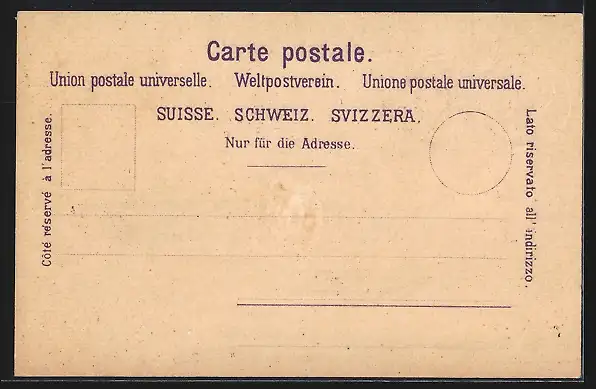 Carte postale.
Union postale universelle. Weltpostverein. Unione postale universale.
SUISSE. SCHWEIZ. SVIZZERA.
Nur für die Adresse.
Côté réservé à l'adresse.
Lato riservato all' indirizzo.